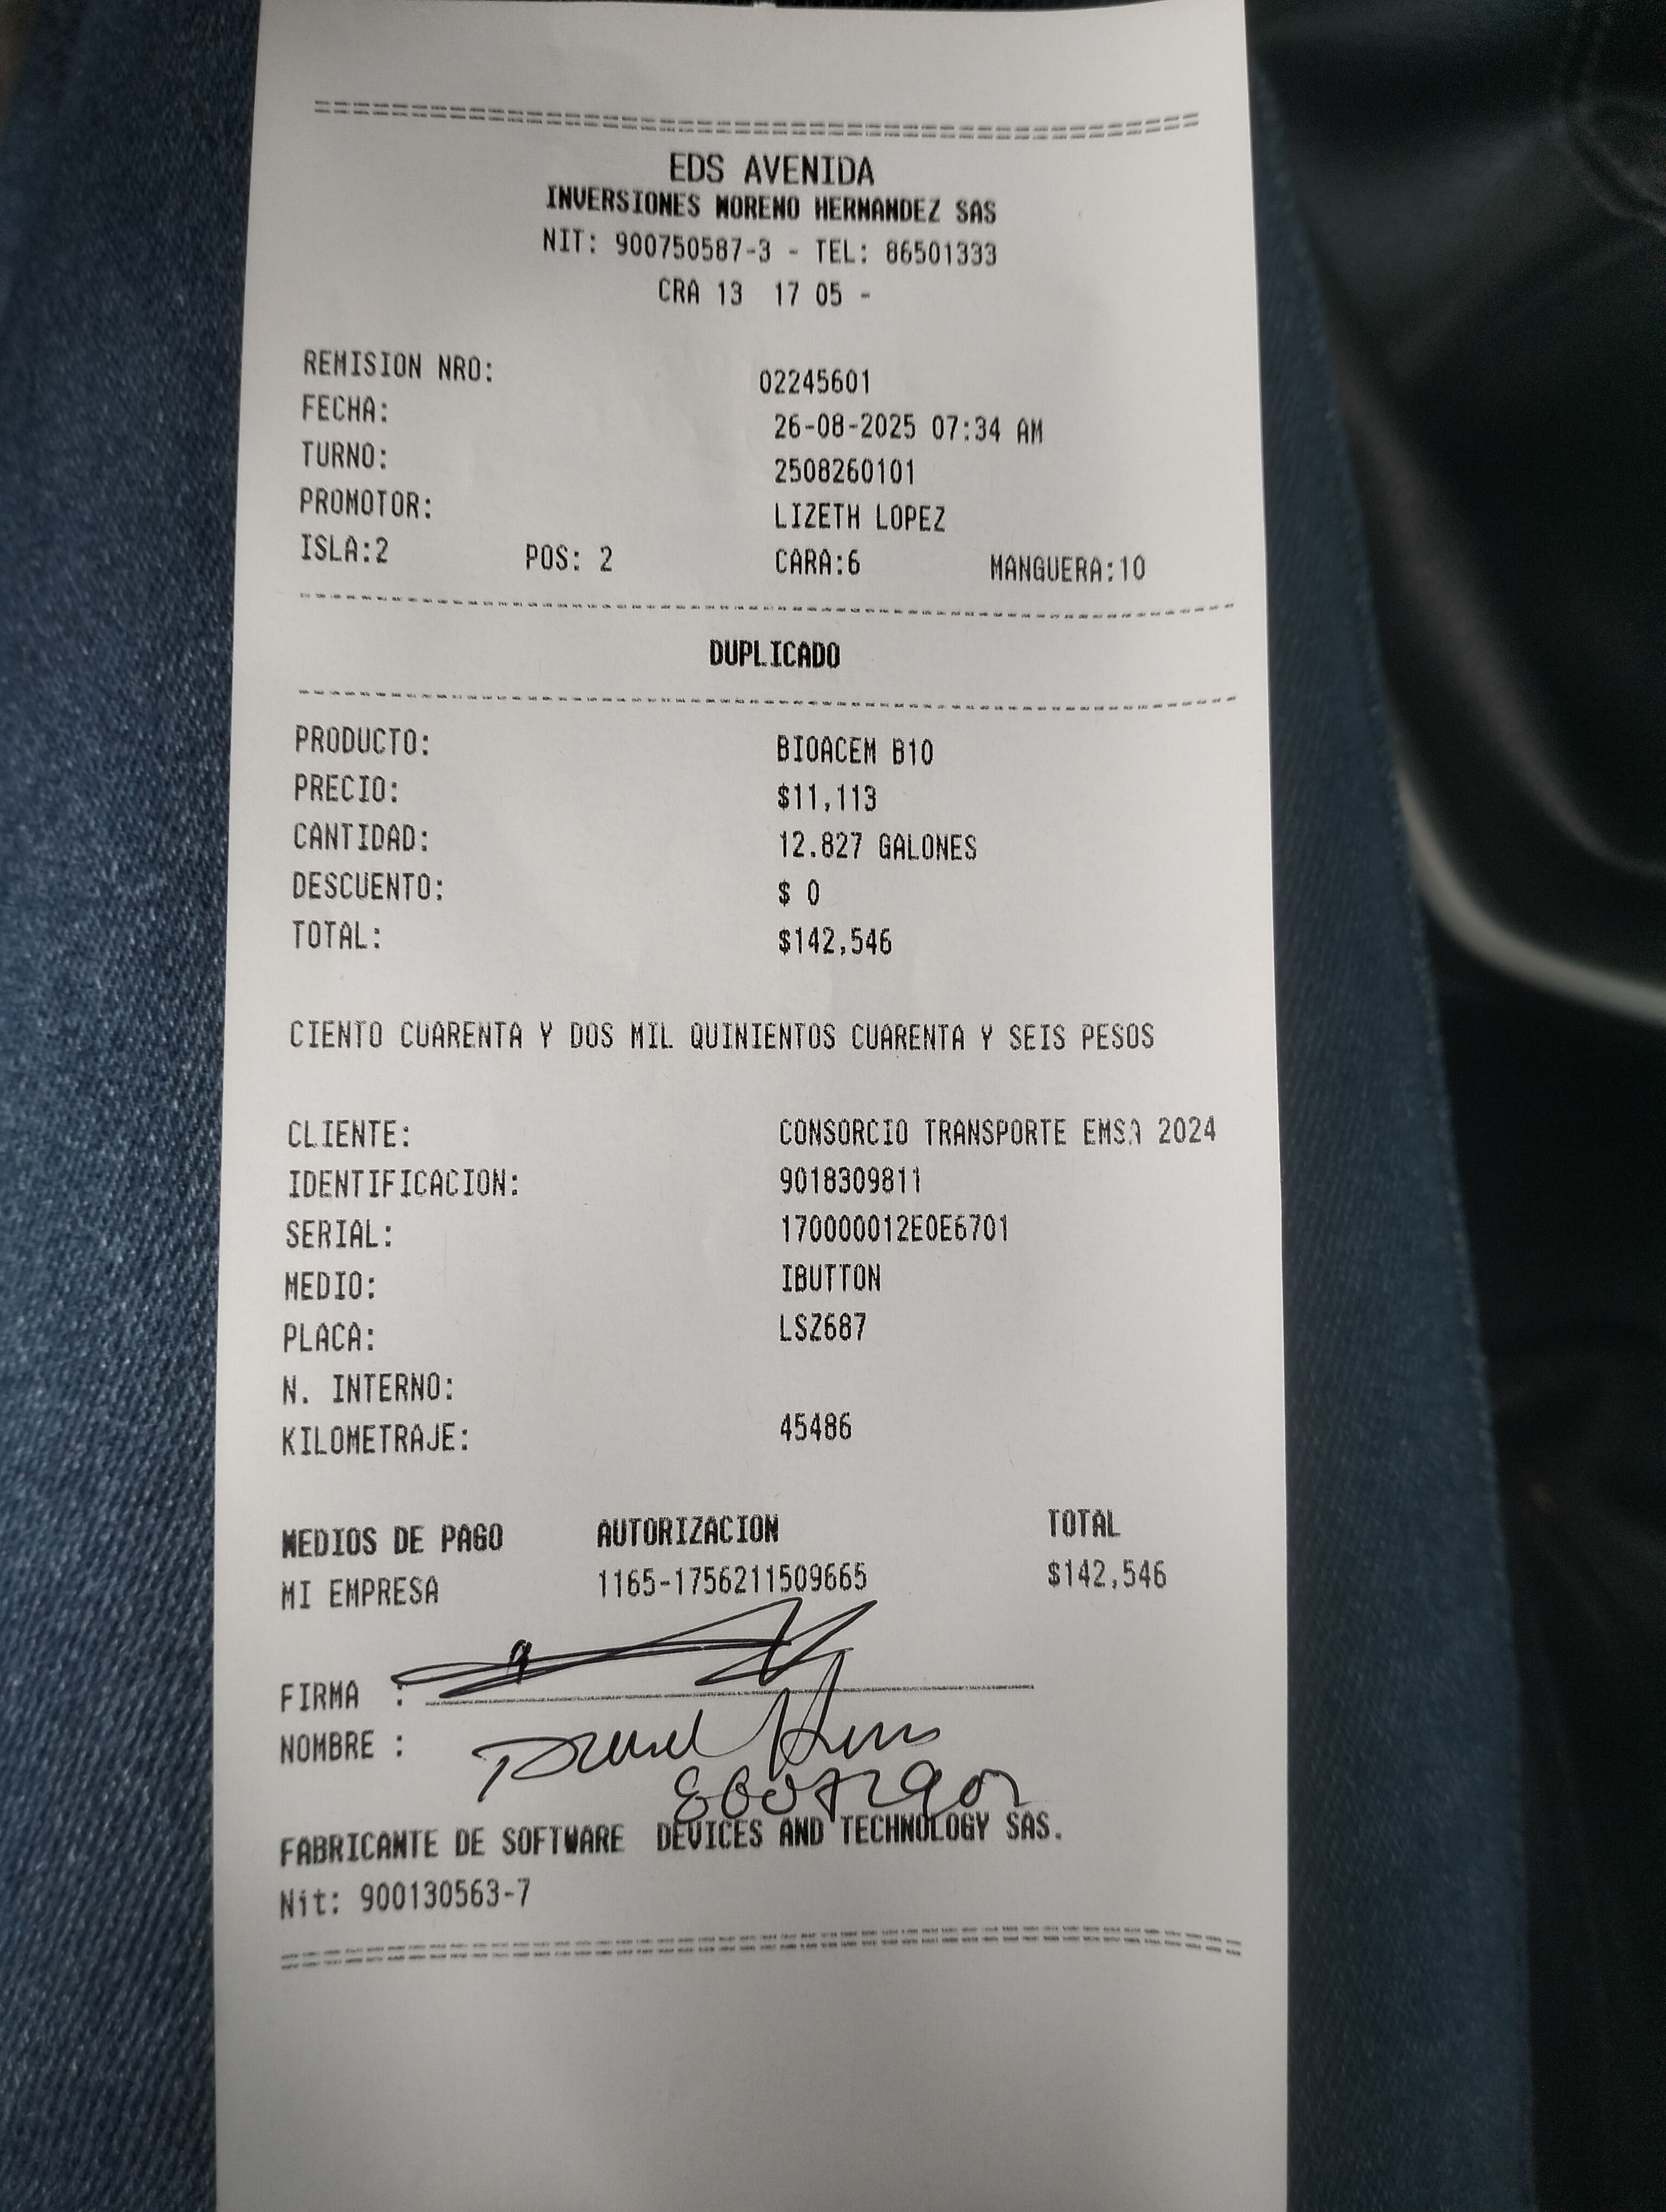 EDS AVENIDA
INVERSIONES MORENO HERNANDEZ SAS
NIT: 900750587-3 - TEL: 86501333
CRA 13 17 05 -
REMISION NRO: 02245601
FECHA: 26-08-2025 07:34 AM
TURNO: 2508260101
PROMOTOR: LIZETH LOPEZ
ISLA:2 POS: 2 CARA:6 MANGUERA:10
DUPLICADO
PRODUCTO: BIOACEM B10
PRECIO: $11,113
CANTIDAD: 12.827 GALONES
DESCUENTO: $ 0
TOTAL: $142,546
CIENTO CUARENTA Y DOS MIL QUINIENTOS CUARENTA Y SEIS PESOS
CLIENTE: CONSORCIO TRANSPORTE EMSA 2024
IDENTIFICACION: 9018309811
SERIAL: 170000012E0E6701
MEDIO: IBUTTON
PLACA: LSZ687
N. INTERNO:
KILOMETRAJE: 45486
MEDIOS DE PAGO AUTORIZACION TOTAL
MI EMPRESA 1165-1756211509665 $142,546
FIRMA :
NOMBRE :
FABRICANTE DE SOFTWARE DEVICES AND TECHNOLOGY SAS.
Nit: 900130563-7